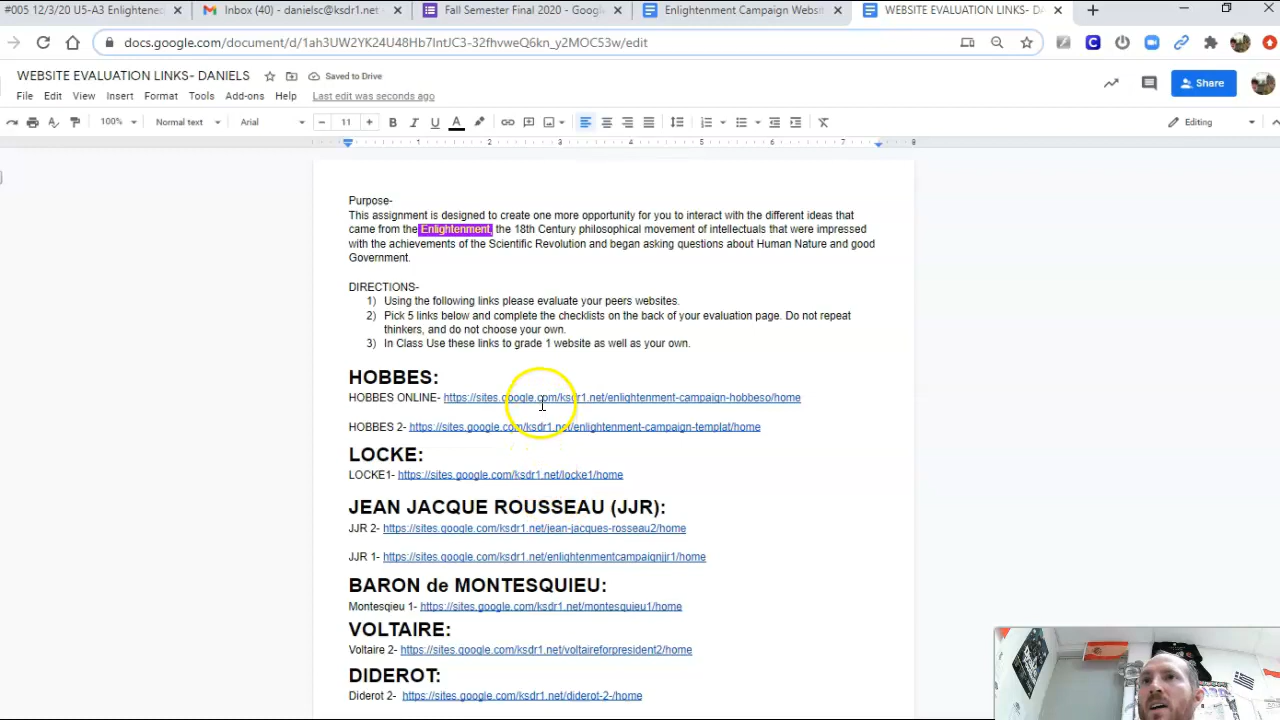 #005 12/3/20 U5-A3 Enlightene
Inbox (40) - danielsc@ksdr1.net
Fall Semester Final 2020 - Goog
Enlightenment Campaign Websi
WEBSITE EVALUATION LINKS- DAN
docs.google.com/document/d/1ah3UW2YK24U48Hb7IntJC3-32fhvweQ6kn_y2MOC53w/edit
WEBSITE EVALUATION LINKS- DANIELS
Saved to Drive
File Edit View Insert Format Tools Add-ons Help Last edit was seconds ago
Share
100% Normal text Arial 11 B I U A Editing
1 2 3 4 5 6 7 8
Purpose-
This assignment is designed to create one more opportunity for you to interact with the different ideas that
came from the Enlightenment, the 18th Century philosophical movement of intellectuals that were impressed
with the achievements of the Scientific Revolution and began asking questions about Human Nature and good
Government.
DIRECTIONS-
1) Using the following links please evaluate your peers websites.
2) Pick 5 links below and complete the checklists on the back of your evaluation page. Do not repeat
thinkers, and do not choose your own.
3) In Class Use these links to grade 1 website as well as your own.
HOBBES:
HOBBES ONLINE- https://sites.google.com/ksdr1.net/enlightenment-campaign-hobbeso/home
HOBBES 2- https://sites.google.com/ksdr1.net/enlightenment-campaign-templat/home
LOCKE:
LOCKE1- https://sites.google.com/ksdr1.net/locke1/home
JEAN JACQUE ROUSSEAU (JJR):
JJR 2- https://sites.google.com/ksdr1.net/jean-jacques-rosseau2/home
JJR 1- https://sites.google.com/ksdr1.net/enlightenmentcampaignjjr1/home
BARON de MONTESQUIEU:
Montesqieu 1- https://sites.google.com/ksdr1.net/montesquieu1/home
VOLTAIRE:
Voltaire 2- https://sites.google.com/ksdr1.net/voltaireforpresident2/home
DIDEROT:
Diderot 2- https://sites.google.com/ksdr1.net/diderot-2-/home